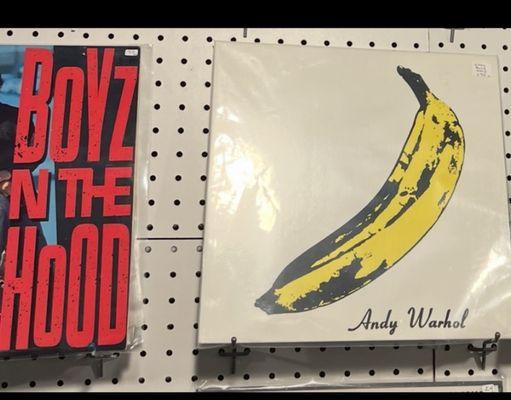 BOYZ
N THE
HOOD
Andy Warhol